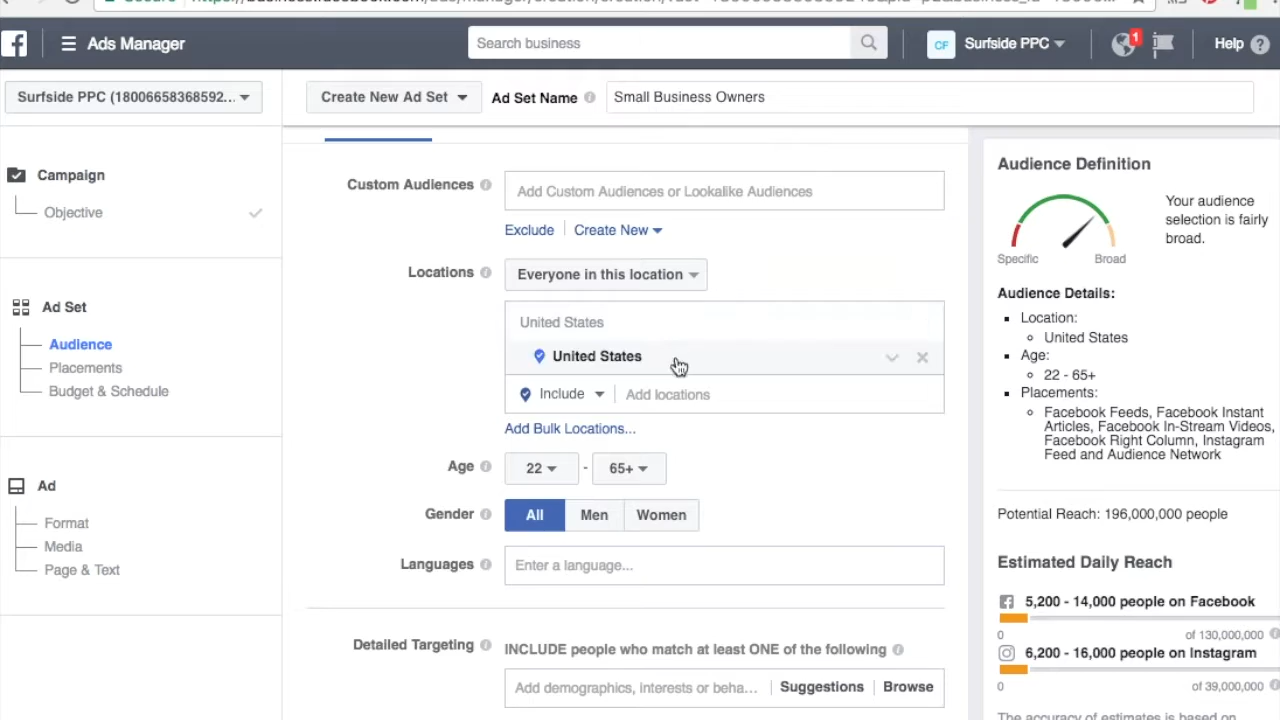 Ads Manager
Search business
CF
Surfside PPC
1
Help
Surfside PPC (18006658368592...
Create New Ad Set
Ad Set Name
Small Business Owners
Campaign
Objective
Ad Set
Audience
Placements
Budget & Schedule
Ad
Format
Media
Page & Text
Custom Audiences
Add Custom Audiences or Lookalike Audiences
Exclude
Create New
Locations
Everyone in this location
United States
United States
Include
Add locations
Add Bulk Locations...
Age
22
-
65+
Gender
All
Men
Women
Languages
Enter a language...
Detailed Targeting
INCLUDE people who match at least ONE of the following
Add demographics, interests or beha...
Suggestions
Browse
Audience Definition
Your audience
selection is fairly
broad.
Specific
Broad
Audience Details:
Location:
United States
Age:
22 - 65+
Placements:
Facebook Feeds, Facebook Instant
Articles, Facebook In-Stream Videos,
Facebook Right Column, Instagram
Feed and Audience Network
Potential Reach: 196,000,000 people
Estimated Daily Reach
5,200 - 14,000 people on Facebook
0
of 130,000,000
6,200 - 16,000 people on Instagram
0
of 39,000,000
The accuracy of estimates is based on